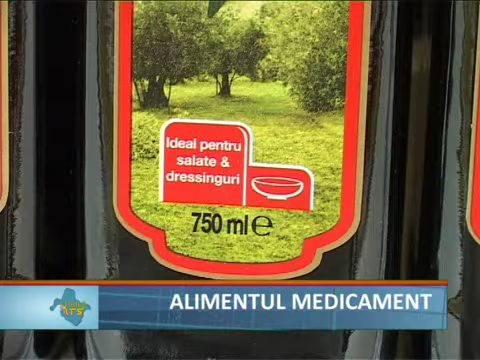 Ideal pentru
salate &
dressinguri
750 ml ℮
ALIMENTUL MEDICAMENT